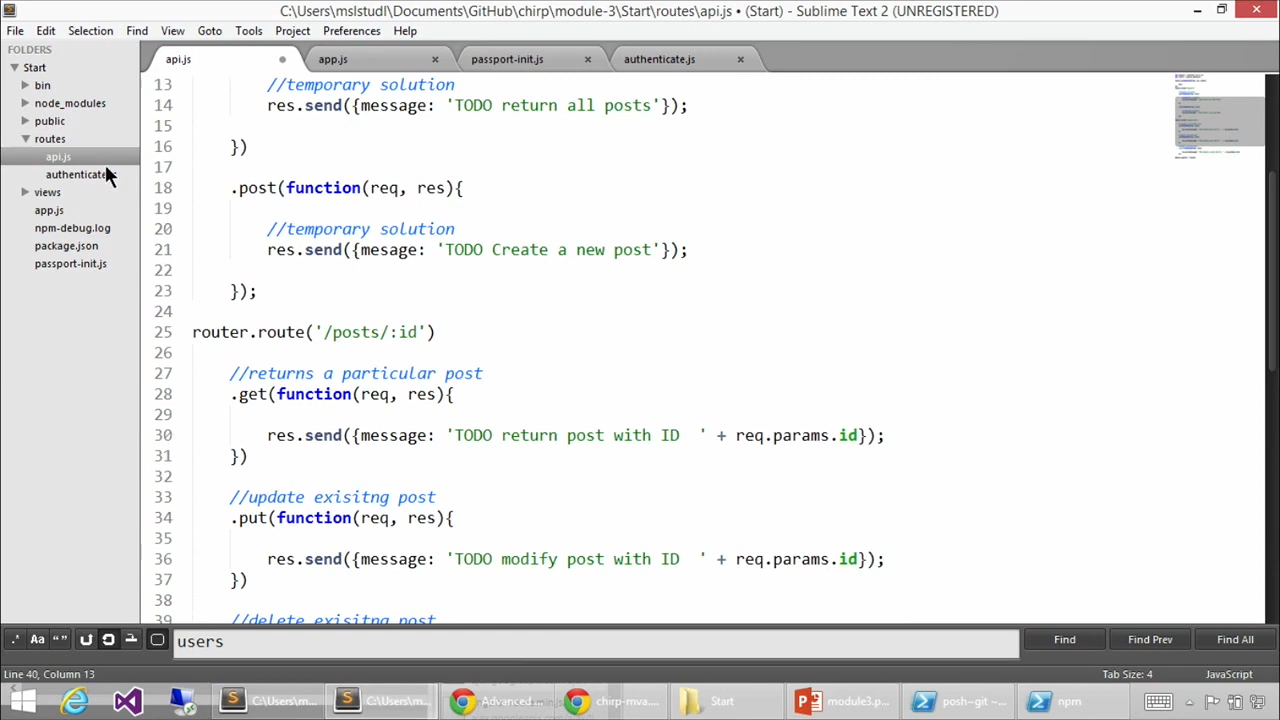 C:\Users\mslstudl\Documents\GitHub\chirp\module-3\Start\routes\api.js • (Start) - Sublime Text 2 (UNREGISTERED)
File Edit Selection Find View Goto Tools Project Preferences Help
FOLDERS
Start
bin
node_modules
public
routes
api.js
authenticate
views
app.js
npm-debug.log
package.json
passport-init.js
api.js app.js passport-init.js authenticate.js
13 //temporary solution
14 res.send({message: 'TODO return all posts'});
15
16 })
17
18 .post(function(req, res){
19
20 //temporary solution
21 res.send({mesage: 'TODO Create a new post'});
22
23 });
24
25 router.route('/posts/:id')
26
27 //returns a particular post
28 .get(function(req, res){
29
30 res.send({message: 'TODO return post with ID ' + req.params.id});
31 })
32
33 //update exisitng post
34 .put(function(req, res){
35
36 res.send({message: 'TODO modify post with ID ' + req.params.id});
37 })
38
39 //delete exisitng post
.* Aa “ ” users Find Find Prev Find All
Line 40, Column 13 Tab Size: 4 JavaScript
C:\Users\m... C:\Users\m... Advanced chirp-mva.... Start module3.p... posh~git ~... npm